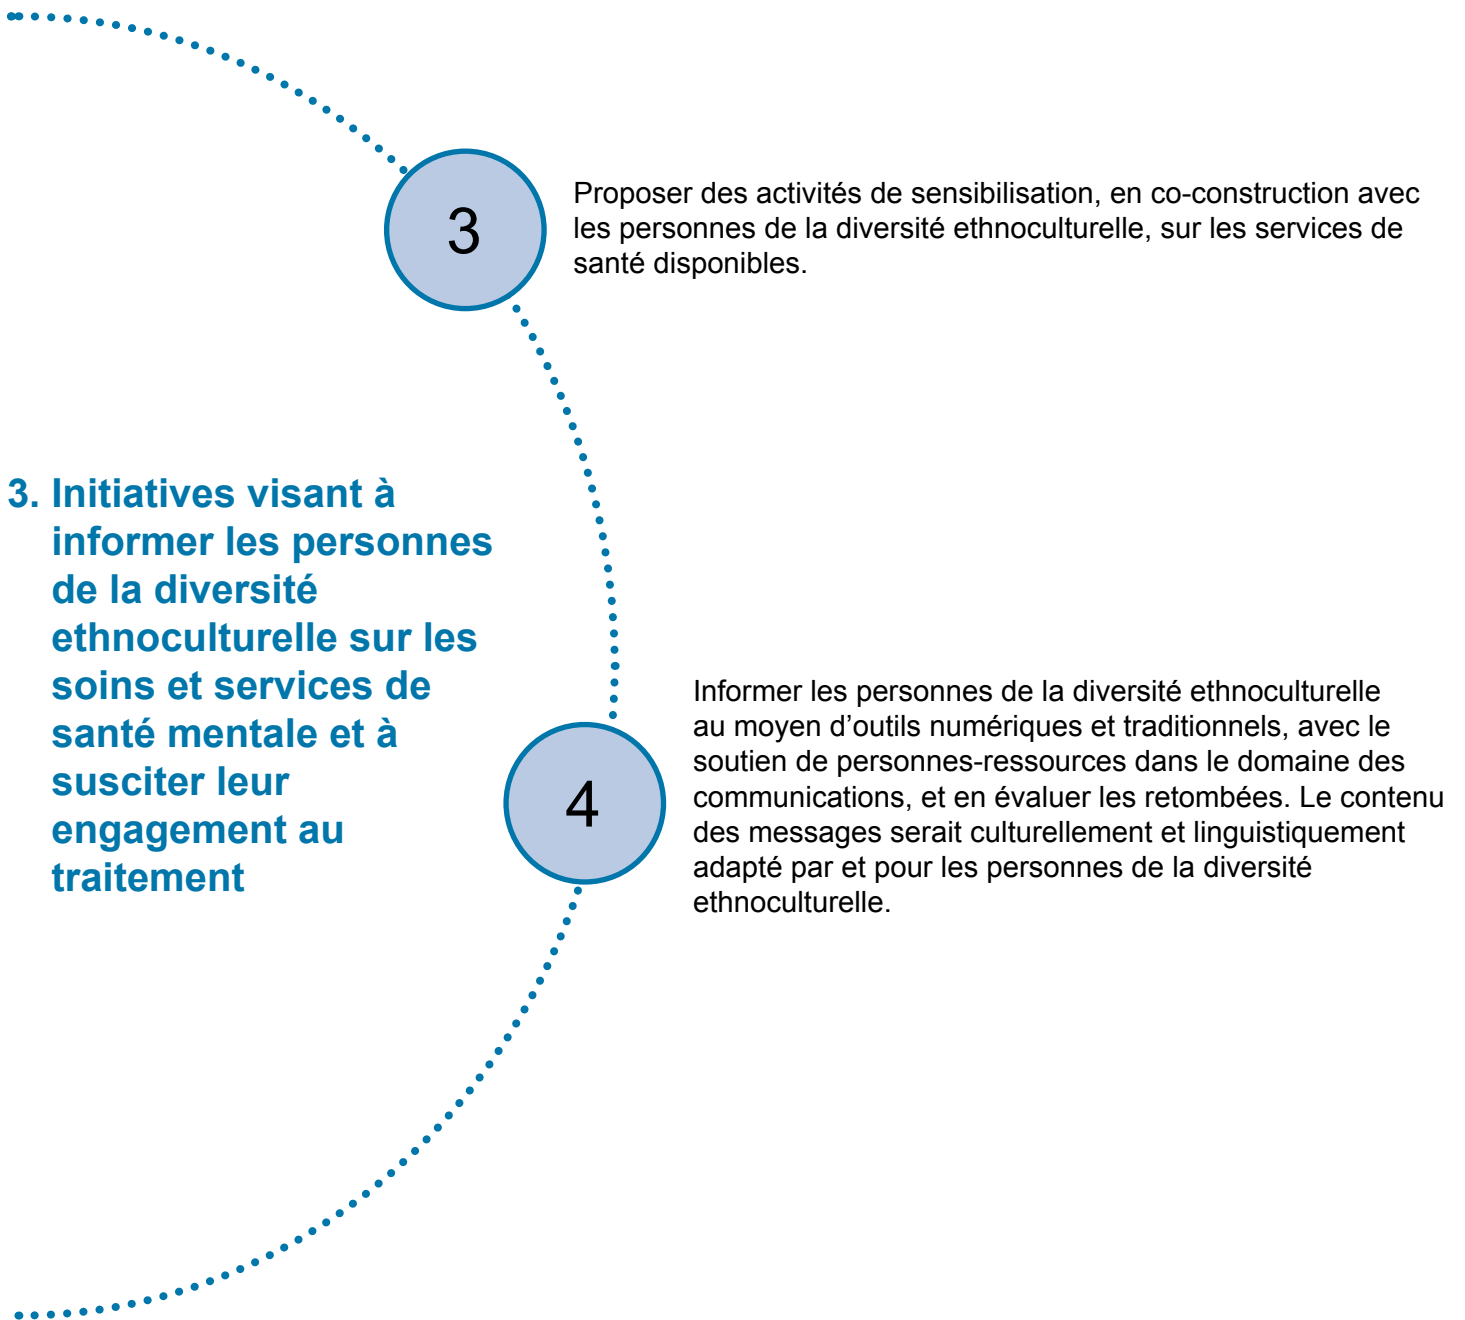 3
Proposer des activités de sensibilisation, en co-construction avec
les personnes de la diversité ethnoculturelle, sur les services de
santé disponibles.
3. Initiatives visant à
informer les personnes
de la diversité
ethnoculturelle sur les
soins et services de
santé mentale et à
susciter leur
engagement au
traitement
4
Informer les personnes de la diversité ethnoculturelle
au moyen d’outils numériques et traditionnels, avec le
soutien de personnes-ressources dans le domaine des
communications, et en évaluer les retombées. Le contenu
des messages serait culturellement et linguistiquement
adapté par et pour les personnes de la diversité
ethnoculturelle.